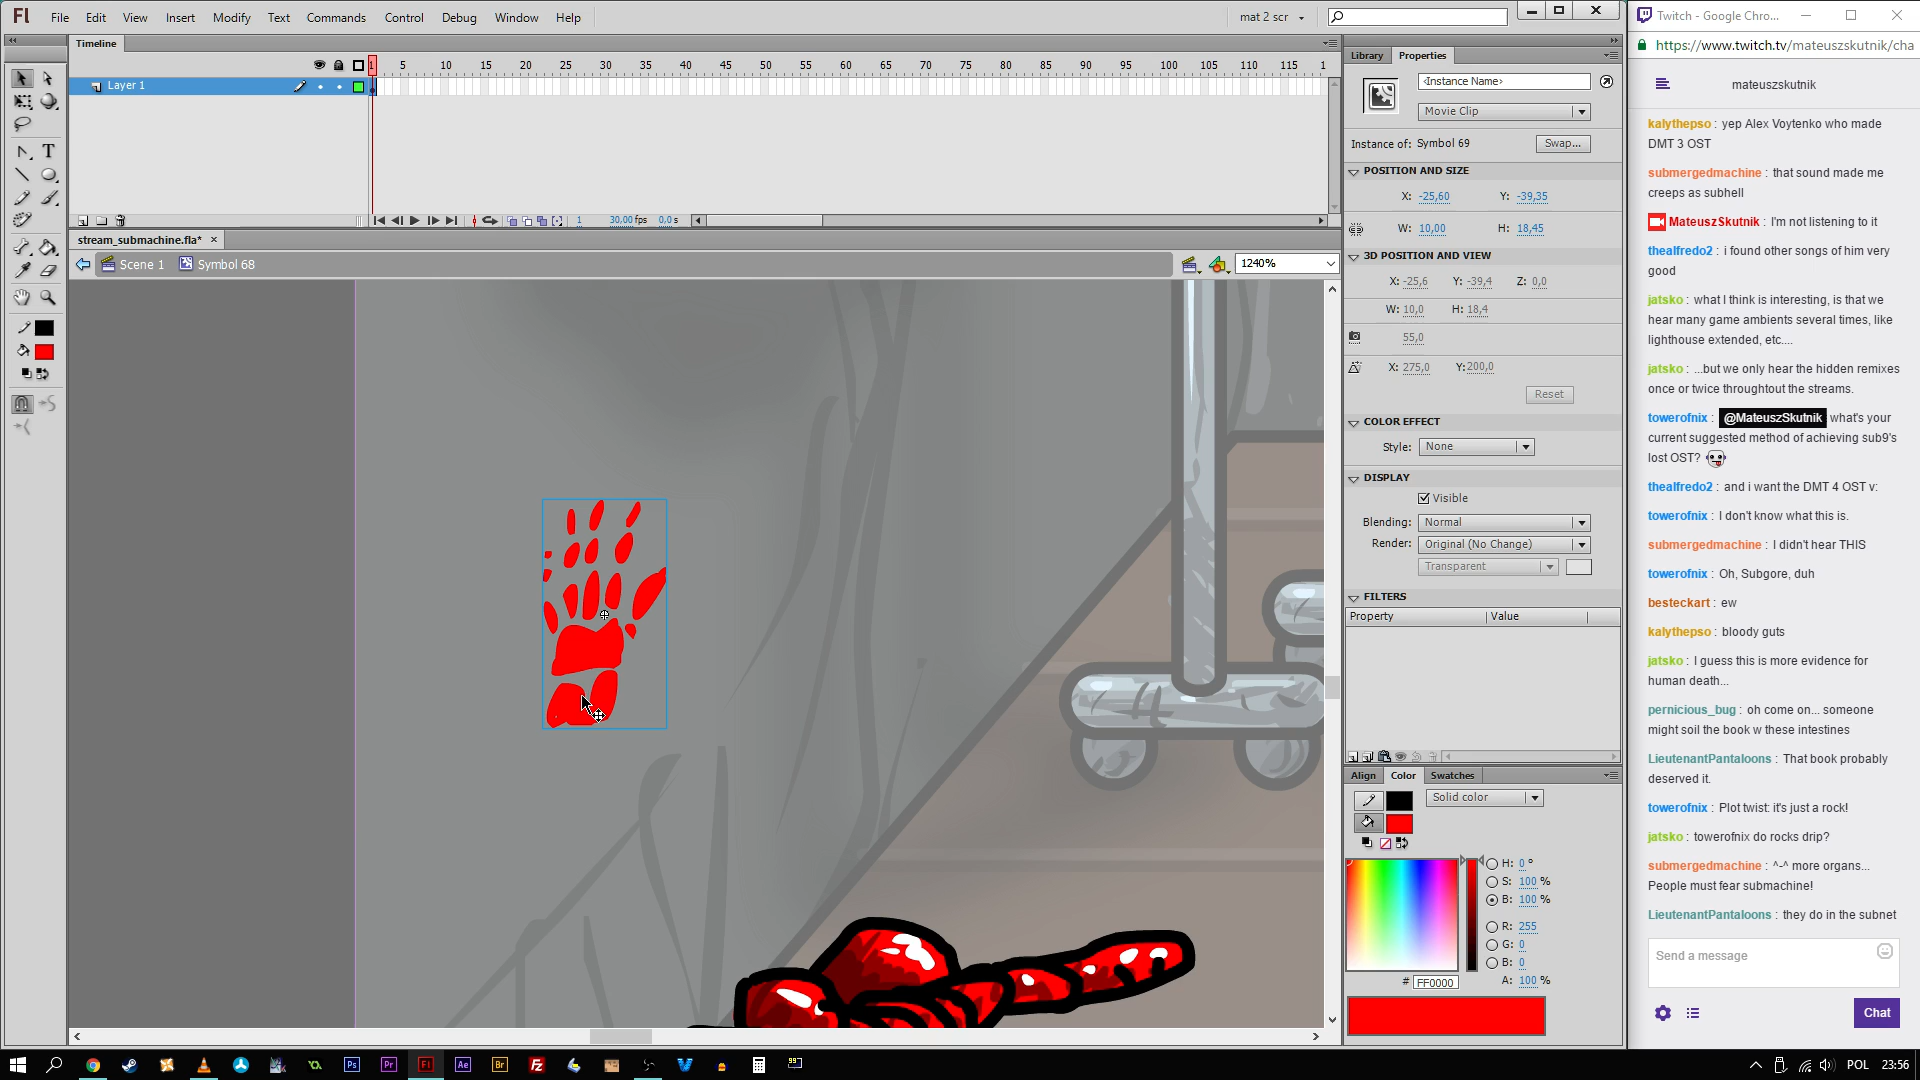 Fl File Edit View Insert Modify Text Commands Control Debug Window Help mat 2 scr
Timeline
1 5 10 15 20 25 30 35 40 45 50 55 60 65 70 75 80 85 90 95 100 105 110 115 1
Layer 1
1 30,00 fps 0,0 s
stream_submachine.fla*
Scene 1 Symbol 68 1240%
Library Properties
<Instance Name>
Movie Clip
Instance of: Symbol 69 Swap...
POSITION AND SIZE
X: -25,60 Y: -39,35
W: 10,00 H: 18,45
3D POSITION AND VIEW
X: -25,6 Y: -39,4 Z: 0,0
W: 10,0 H: 18,4
55,0
X: 275,0 Y: 200,0
Reset
COLOR EFFECT
Style: None
DISPLAY
Visible
Blending: Normal
Render: Original (No Change)
Transparent
FILTERS
Property Value
Align Color Swatches
Solid color
H: 0 °
S: 100 %
B: 100 %
R: 255
G: 0
B: 0
# FF0000 A: 100 %
Twitch - Google Chro...
https://www.twitch.tv/mateuszskutnik/cha
mateuszskutnik
kalythepso : yep Alex Voytenko who made
DMT 3 OST
submergedmachine : that sound made me
creeps as subhell
MateuszSkutnik : I'm not listening to it
thealfredo2 : i found other songs of him very
good
jatsko : what I think is interesting, is that we
hear many game ambients several times, like
lighthouse extended, etc....
jatsko : ...but we only hear the hidden remixes
once or twice throughtout the streams.
towerofnix : @MateuszSkutnik what's your
current suggested method of achieving sub9's
lost OST?
thealfredo2 : and i want the DMT 4 OST v:
towerofnix : I don't know what this is.
submergedmachine : I didn't hear THIS
towerofnix : Oh, Subgore, duh
besteckart : ew
kalythepso : bloody guts
jatsko : I guess this is more evidence for
human death...
pernicious_bug : oh come on... someone
might soil the book w these intestines
LieutenantPantaloons : That book probably
deserved it.
towerofnix : Plot twist: it's just a rock!
jatsko : towerofnix do rocks drip?
submergedmachine : ^-^ more organs...
People must fear submachine!
LieutenantPantaloons : they do in the subnet
Send a message
Chat
Ps Pr Fl Ae Br Fz POL 23:56